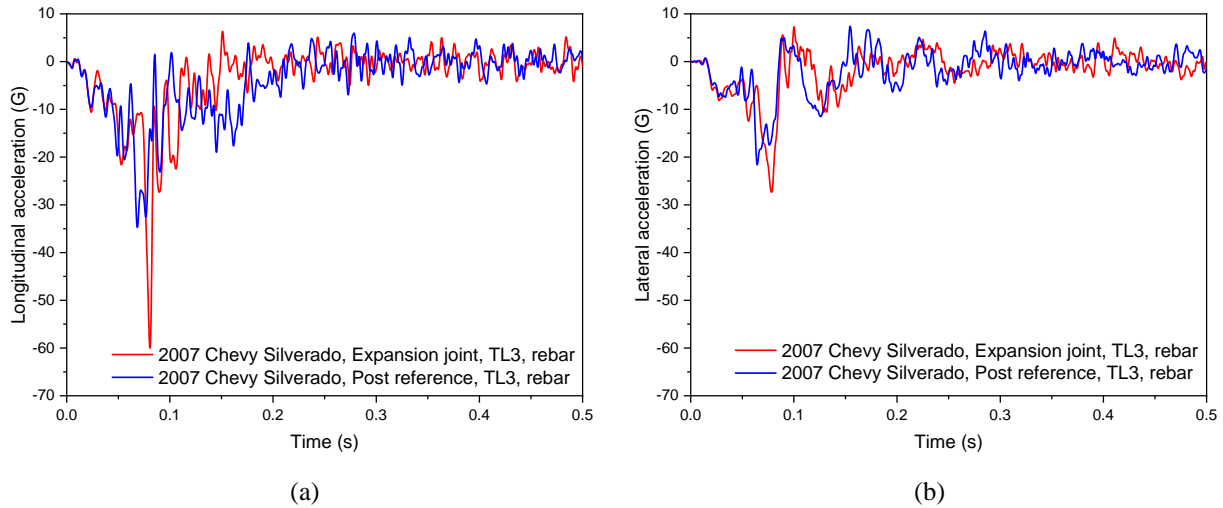 10
0
-10
-20
-30
-40
-50
-60
-70
Longitudinal acceleration (G)
2007 Chevy Silverado, Expansion joint, TL3, rebar
2007 Chevy Silverado, Post reference, TL3, rebar
0.0 0.1 0.2 0.3 0.4 0.5
Time (s)
(a)
10
0
-10
-20
-30
-40
-50
-60
-70
Lateral acceleration (G)
2007 Chevy Silverado, Expansion joint, TL3, rebar
2007 Chevy Silverado, Post reference, TL3, rebar
0.0 0.1 0.2 0.3 0.4 0.5
Time (s)
(b)